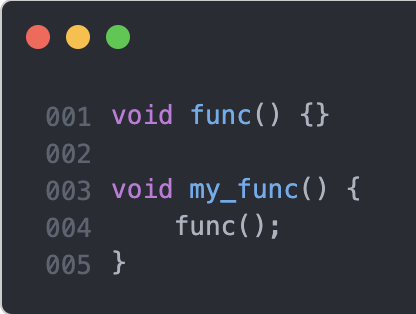 001 void func() {}
002
003 void my_func() {
004     func();
005 }